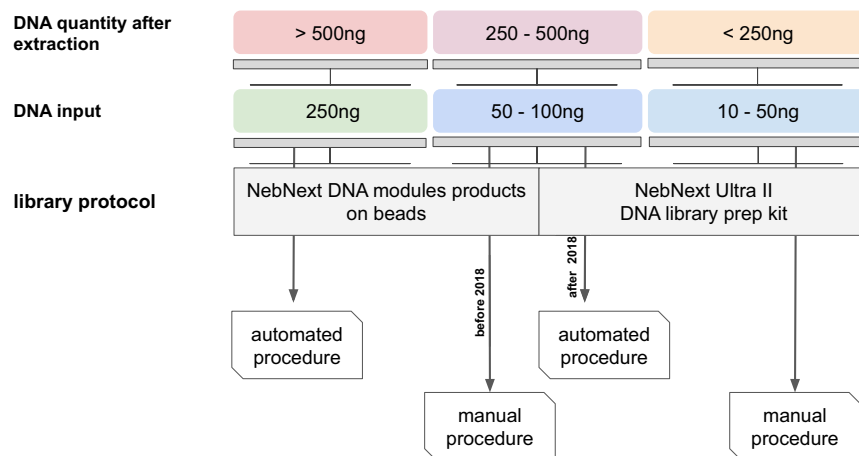 DNA quantity after
extraction
> 500ng
250 - 500ng
< 250ng
DNA input
250ng
50 - 100ng
10 - 50ng
library protocol
NebNext DNA modules products
on beads
NebNext Ultra II
DNA library prep kit
before 2018
after 2018
automated
procedure
automated
procedure
manual
procedure
manual
procedure